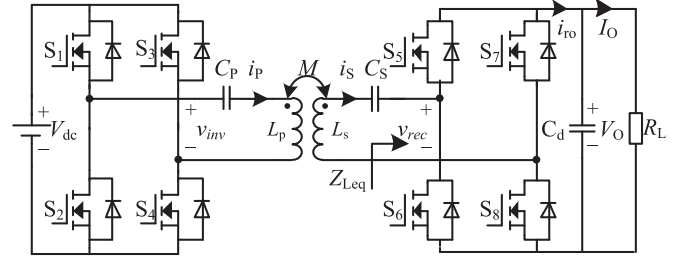 S1 S3 CP iP M iS CS S5 S7 iro IO
+ Vdc −
+ vinv −
Lp Ls
+ vrec −
Cd + VO − RL
ZLeq
S2 S4 S6 S8